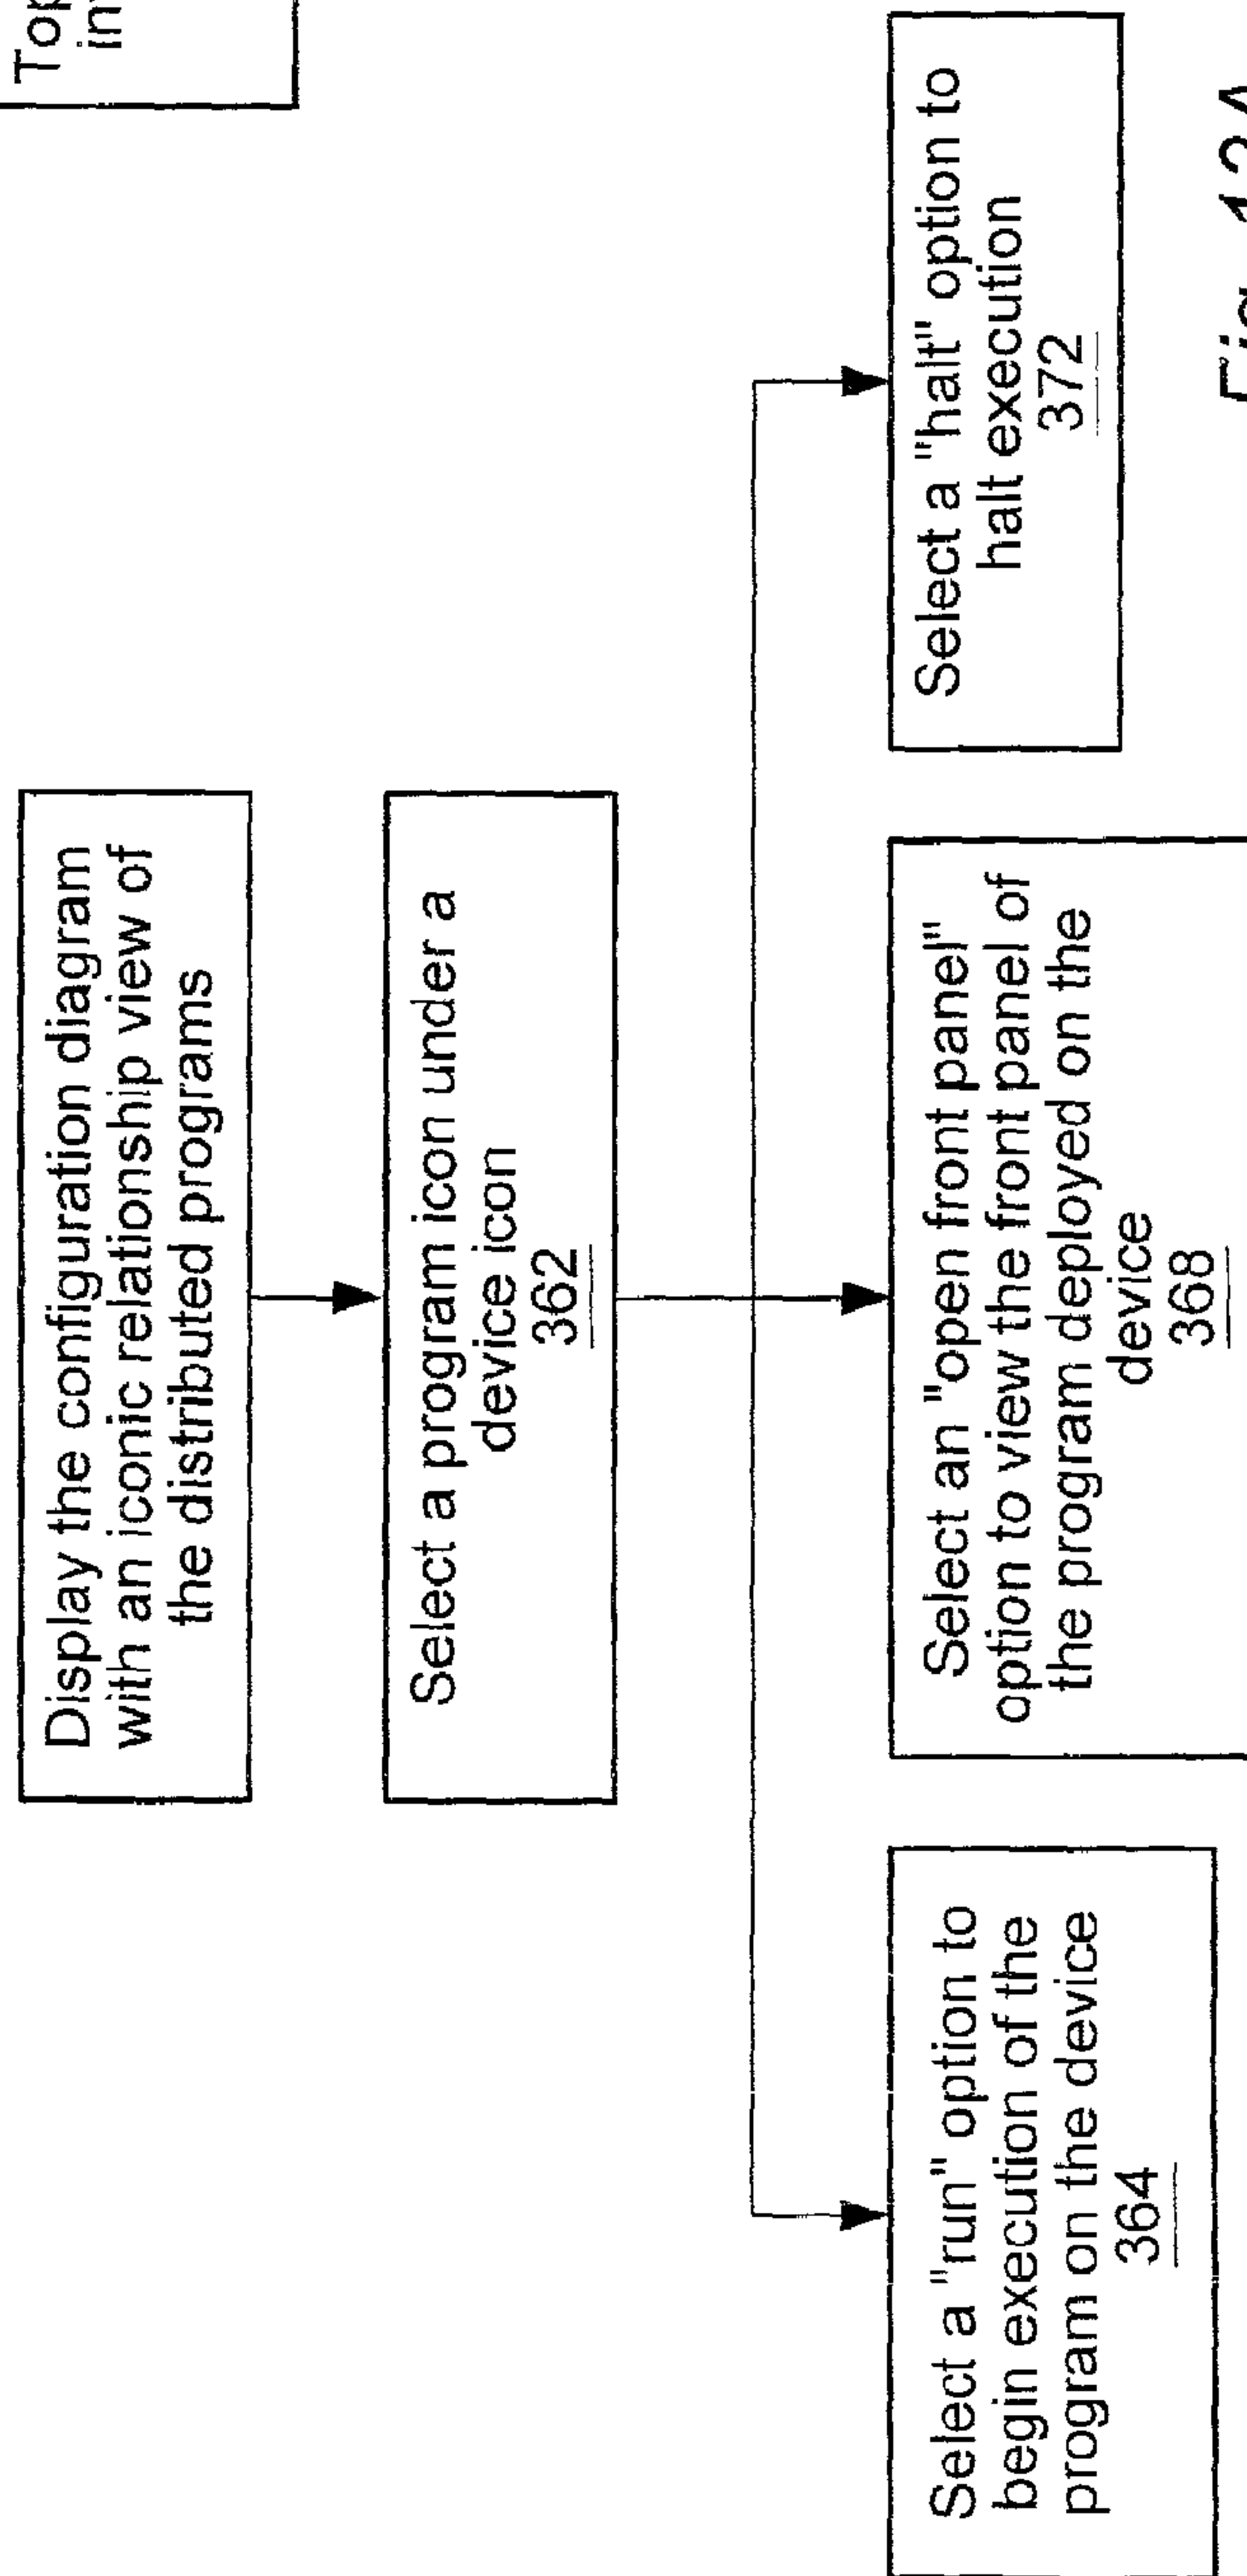 Display the configuration diagram
with an iconic relationship view of
the distributed programs
Select a program icon under a
device icon
362
Select a "run" option to
begin execution of the
program on the device
364
Select an "open front panel"
option to view the front panel of
the program deployed on the
device
368
Select a "halt" option to
halt execution
372